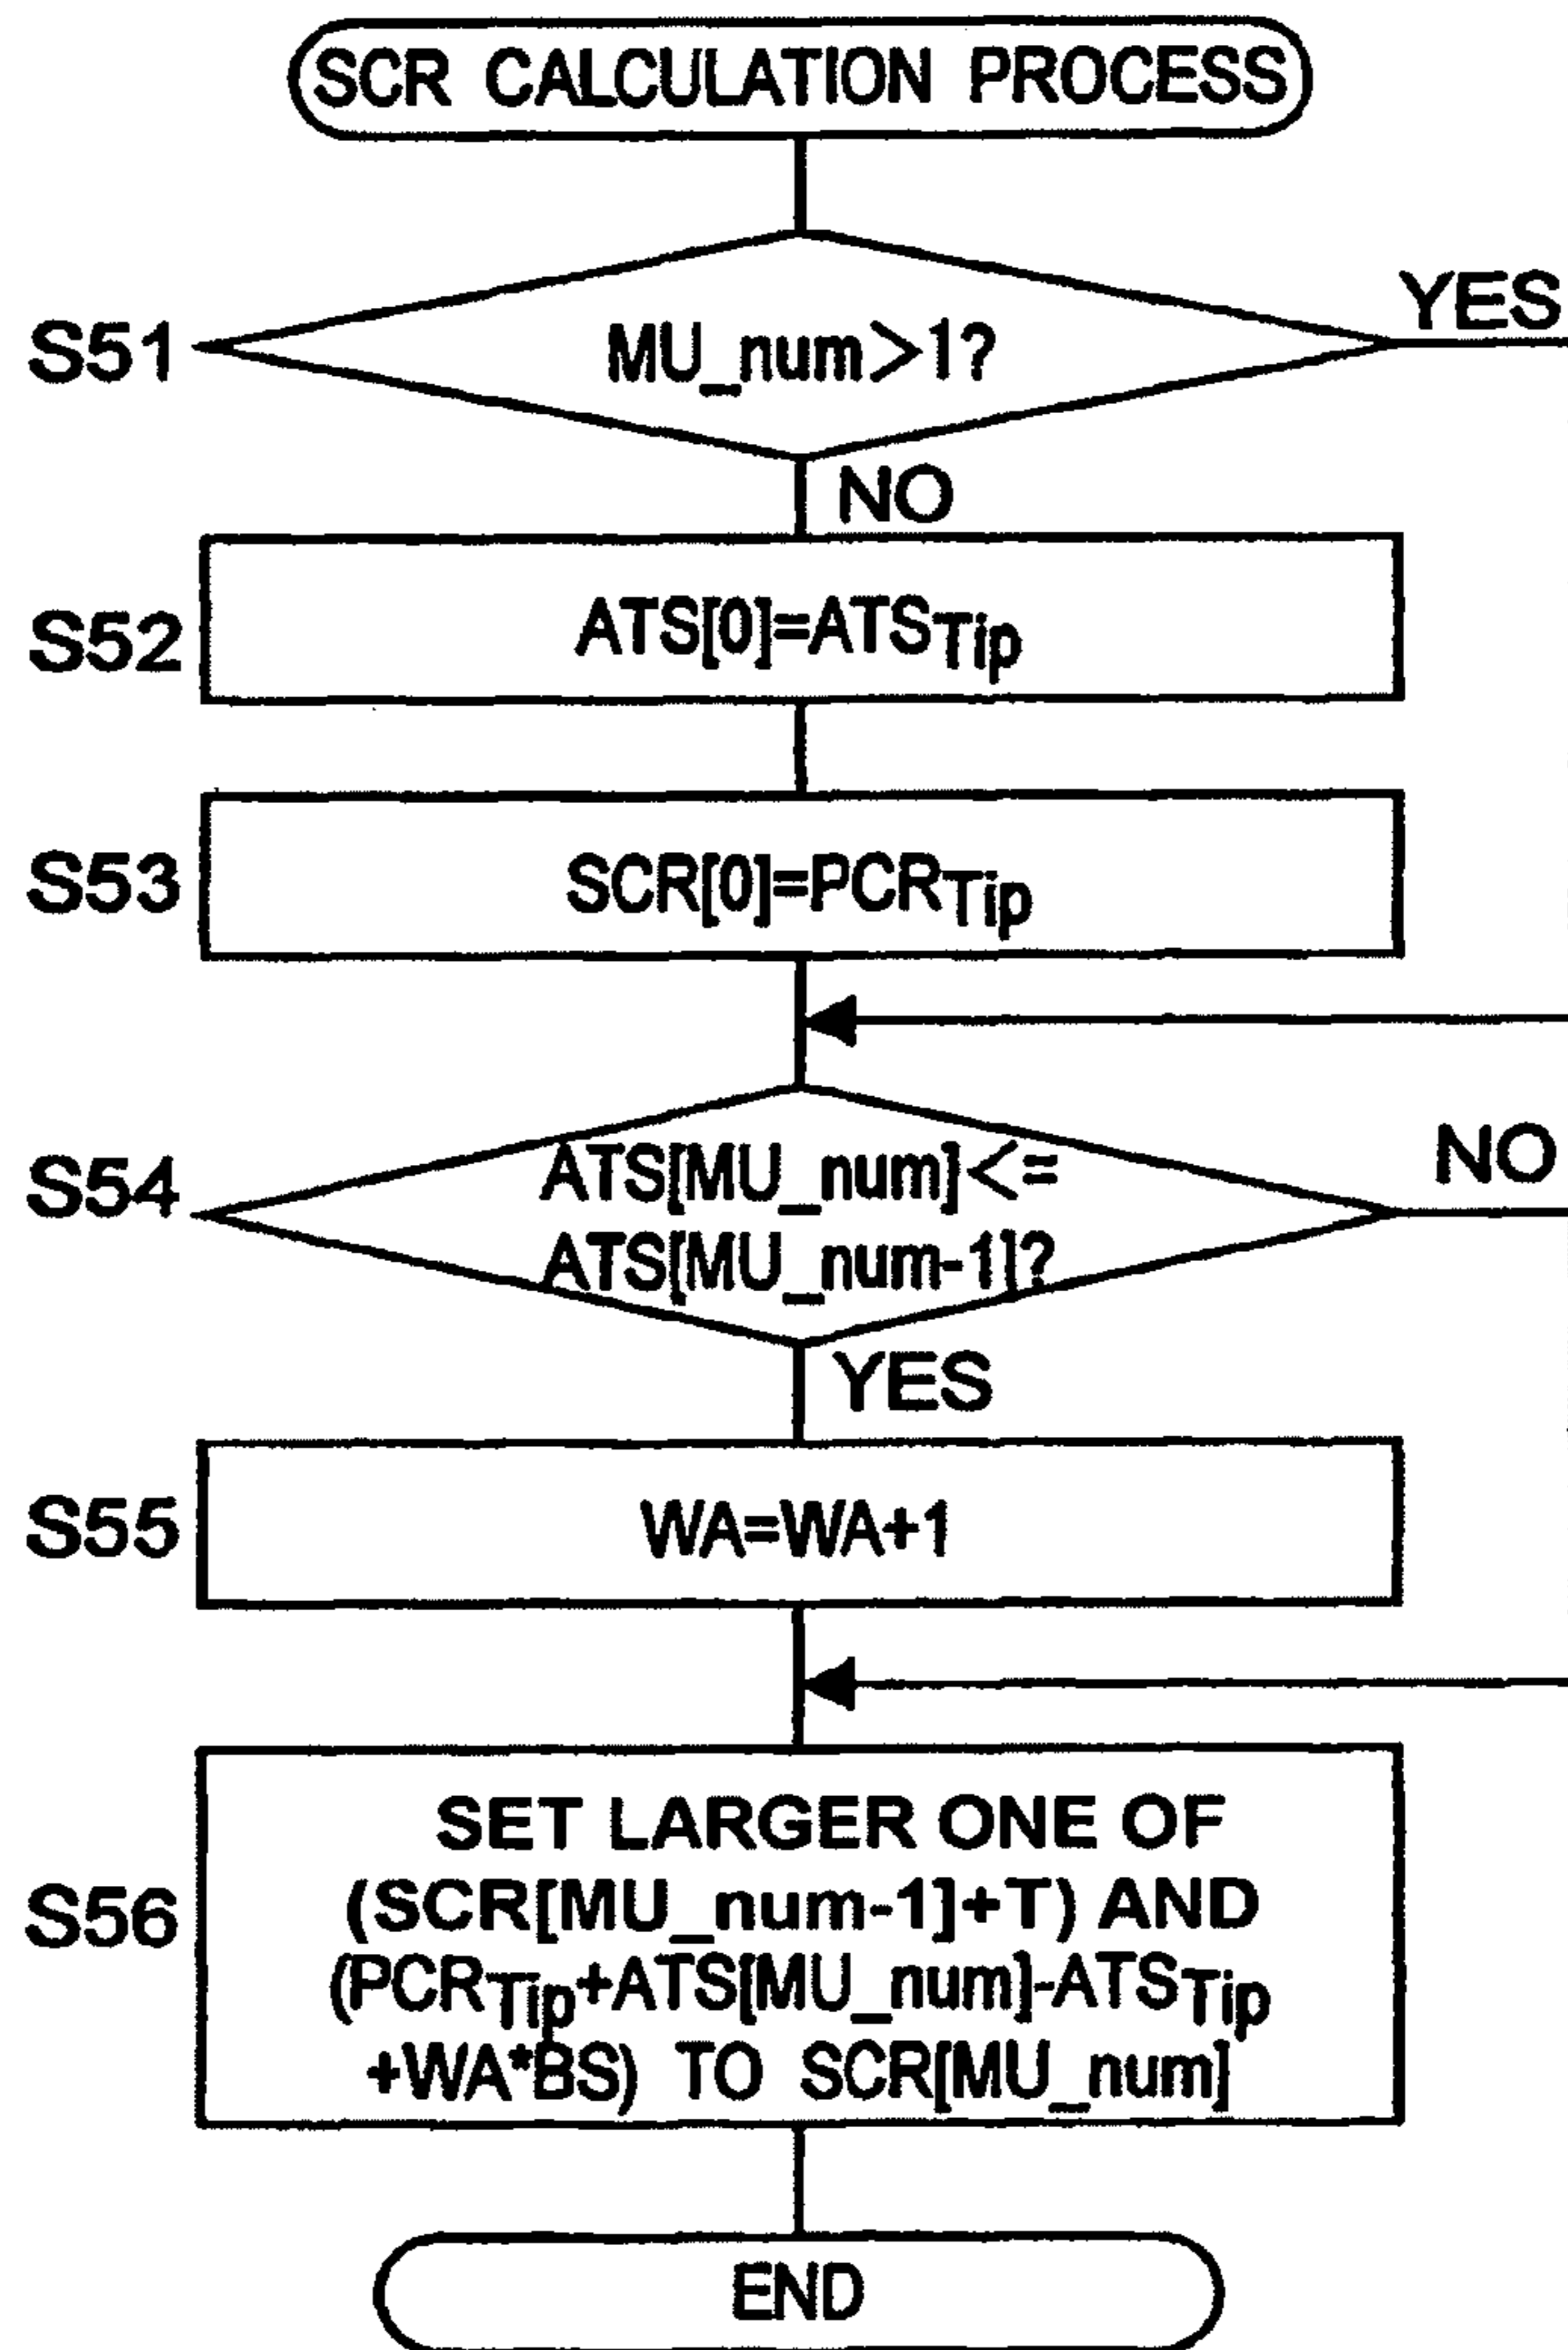 SCR CALCULATION PROCESS
YES
S51
MU_num>1?
NO
S52
ATS[0]=ATSTip
S53
SCR[0]=PCRTip
S54
ATS[MU_num]<=
ATS[MU_num-1]?
NO
YES
S55
WA=WA+1
S56
SET LARGER ONE OF
(SCR[MU_num-1]+T) AND
(PCRTip+ATS[MU_num]-ATSTip
+WA*BS) TO SCR[MU_num]
END